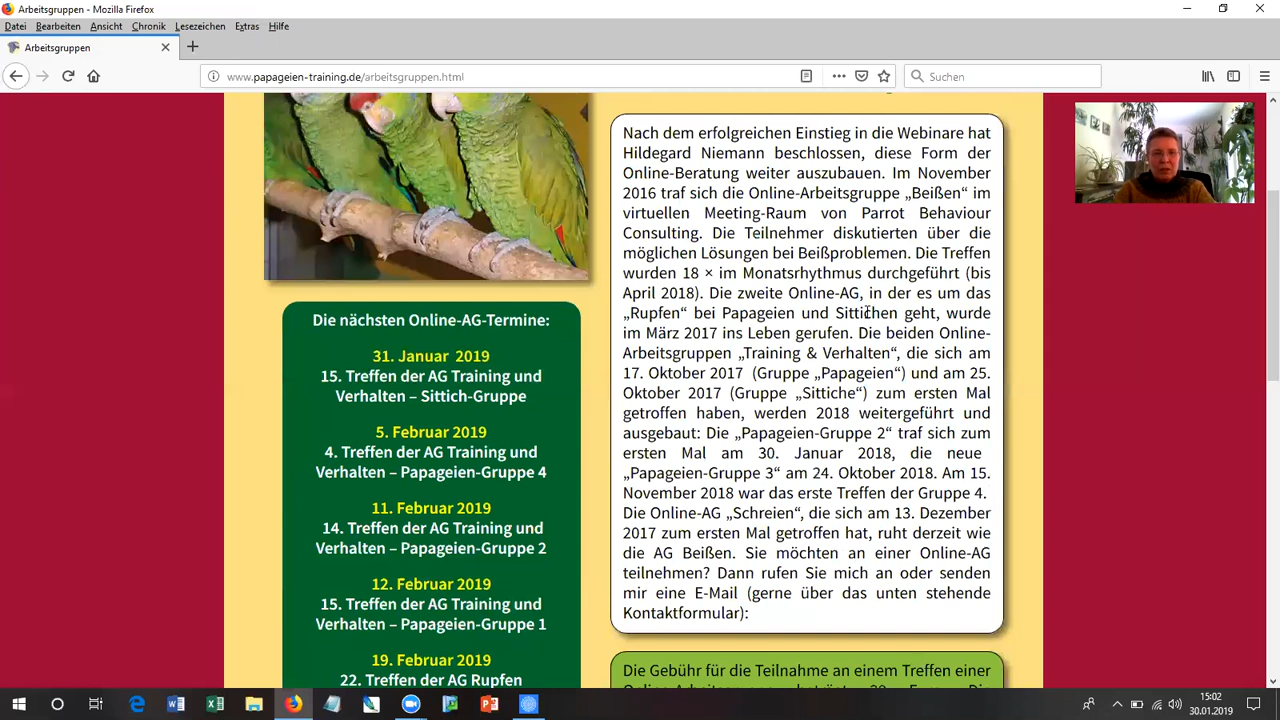 Arbeitsgruppen - Mozilla Firefox
Datei Bearbeiten Ansicht Chronik Lesezeichen Extras Hilfe
Arbeitsgruppen
www.papageien-training.de/arbeitsgruppen.html
Suchen
Die nächsten Online-AG-Termine:
31. Januar 2019
15. Treffen der AG Training und
Verhalten – Sittich-Gruppe
5. Februar 2019
4. Treffen der AG Training und
Verhalten – Papageien-Gruppe 4
11. Februar 2019
14. Treffen der AG Training und
Verhalten – Papageien-Gruppe 2
12. Februar 2019
15. Treffen der AG Training und
Verhalten – Papageien-Gruppe 1
19. Februar 2019
22. Treffen der AG Rupfen
Nach dem erfolgreichen Einstieg in die Webinare hat
Hildegard Niemann beschlossen, diese Form der
Online-Beratung weiter auszubauen. Im November
2016 traf sich die Online-Arbeitsgruppe „Beißen“ im
virtuellen Meeting-Raum von Parrot Behaviour
Consulting. Die Teilnehmer diskutierten über die
möglichen Lösungen bei Beißproblemen. Die Treffen
wurden 18 × im Monatsrhythmus durchgeführt (bis
April 2018). Die zweite Online-AG, in der es um das
„Rupfen“ bei Papageien und Sittichen geht, wurde
im März 2017 ins Leben gerufen. Die beiden Online-
Arbeitsgruppen „Training & Verhalten“, die sich am
17. Oktober 2017 (Gruppe „Papageien“) und am 25.
Oktober 2017 (Gruppe „Sittiche“) zum ersten Mal
getroffen haben, werden 2018 weitergeführt und
ausgebaut: Die „Papageien-Gruppe 2“ traf sich zum
ersten Mal am 30. Januar 2018, die neue
„Papageien-Gruppe 3“ am 24. Oktober 2018. Am 15.
November 2018 war das erste Treffen der Gruppe 4.
Die Online-AG „Schreien“, die sich am 13. Dezember
2017 zum ersten Mal getroffen hat, ruht derzeit wie
die AG Beißen. Sie möchten an einer Online-AG
teilnehmen? Dann rufen Sie mich an oder senden
mir eine E-Mail (gerne über das unten stehende
Kontaktformular):
Die Gebühr für die Teilnahme an einem Treffen einer
15:02
30.01.2019